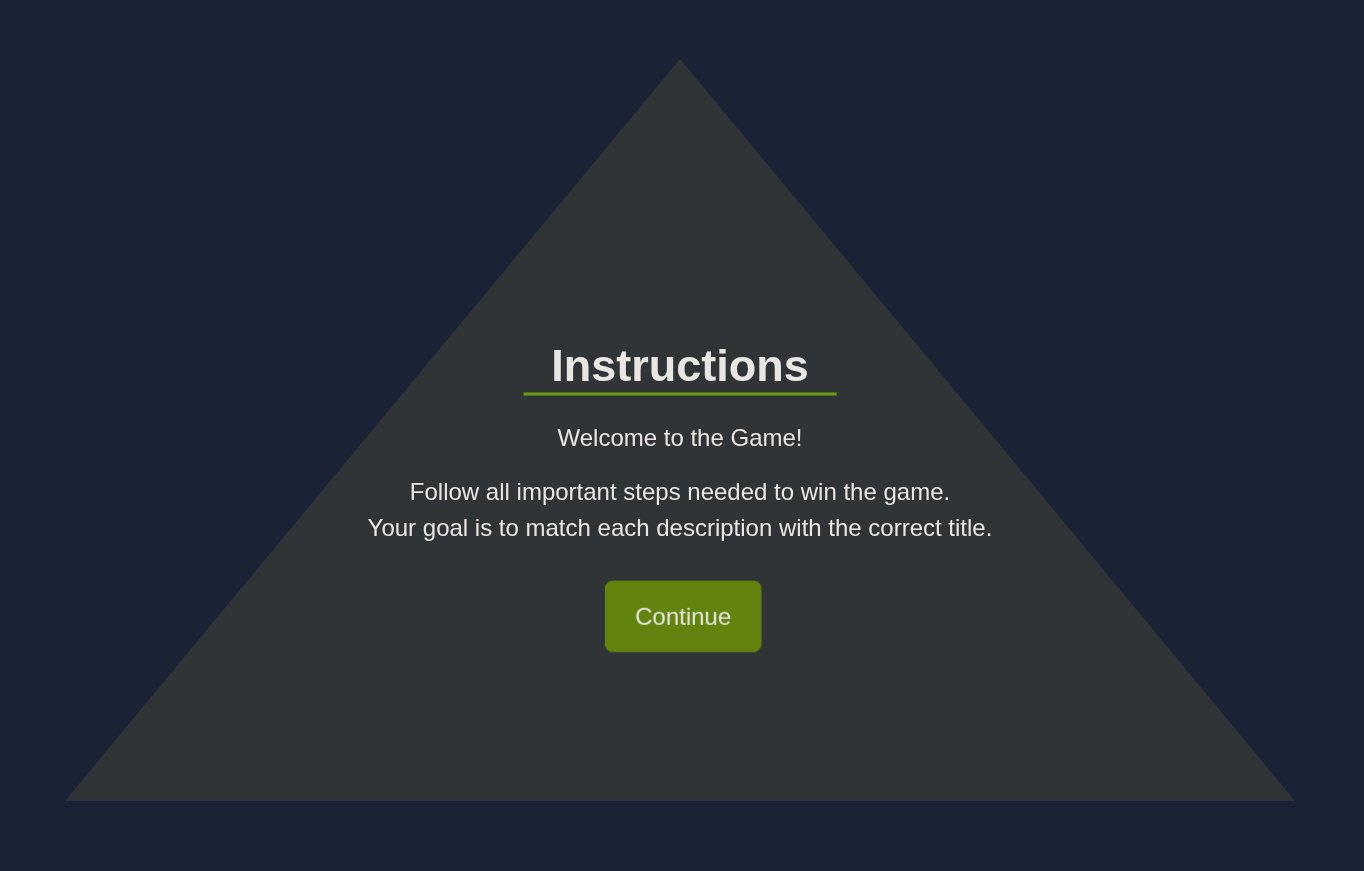 Instructions
Welcome to the Game!
Follow all important steps needed to win the game.
Your goal is to match each description with the correct title.
Continue